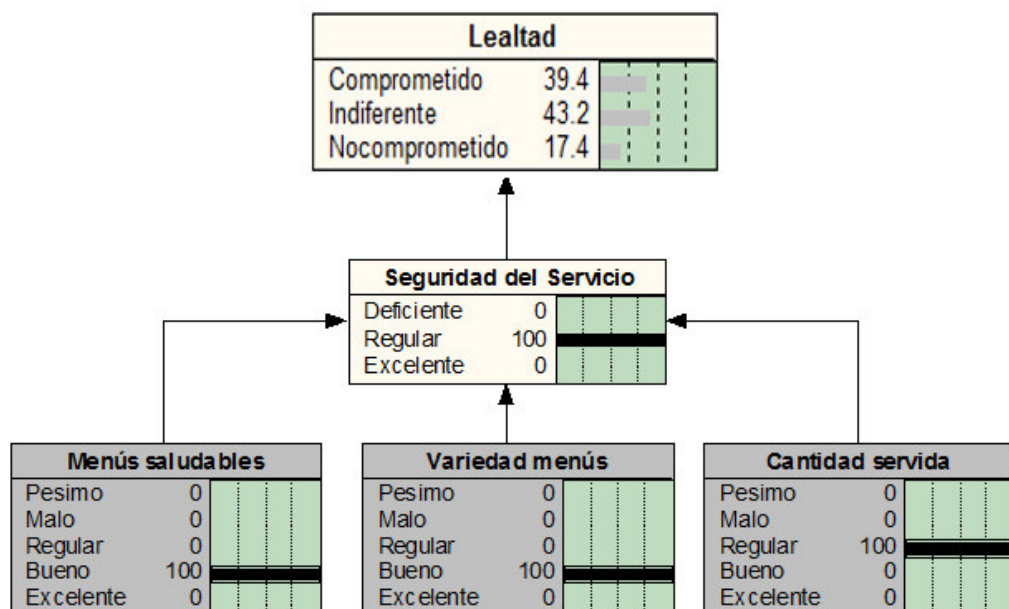 Lealtad
Comprometido 39.4
Indiferente 43.2
Nocomprometido 17.4
Seguridad del Servicio
Deficiente 0
Regular 100
Excelente 0
Menús saludables
Pesimo 0
Malo 0
Regular 0
Bueno 100
Excelente 0
Variedad menús
Pesimo 0
Malo 0
Regular 0
Bueno 100
Excelente 0
Cantidad servida
Pesimo 0
Malo 0
Regular 100
Bueno 0
Excelente 0